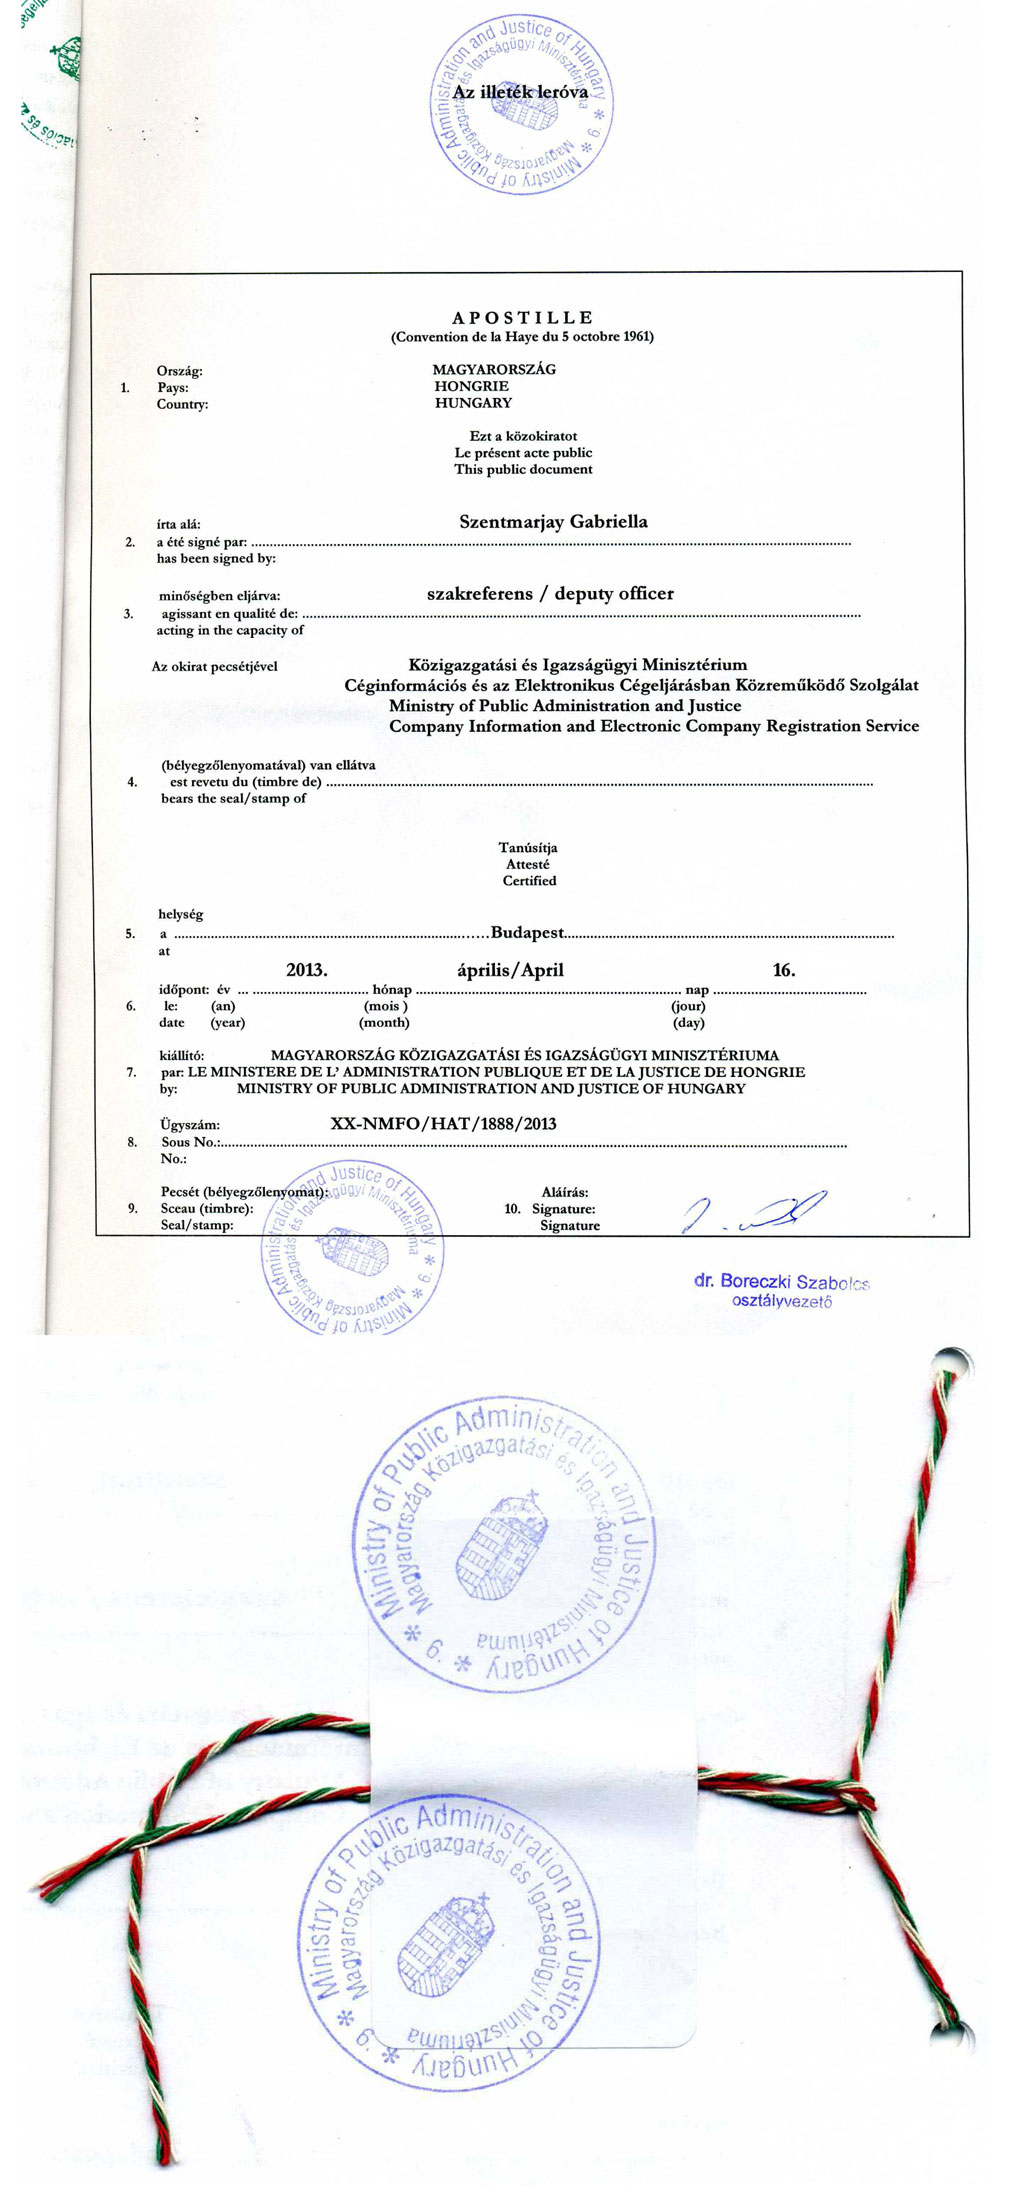 Ministry of Public Administration and Justice of Hungary * 9. *
Magyarország Közigazgatási és Igazságügyi Minisztériuma
Az illeték leróva
APOSTILLE
(Convention de la Haye du 5 octobre 1961)
Ország: MAGYARORSZÁG
1. Pays: HONGRIE
Country: HUNGARY
Ezt a közokiratot
Le présent acte public
This public document
írta alá: Szentmarjay Gabriella
2. a été signé par:
has been signed by:
minőségben eljárva: szakreferens / deputy officer
3. agissant en qualité de:
acting in the capacity of
Az okirat pecsétjével Közigazgatási és Igazságügyi Minisztérium
Céginformációs és az Elektronikus Cégeljárásban Közreműködő Szolgálat
Ministry of Public Administration and Justice
Company Information and Electronic Company Registration Service
(bélyegzőlenyomatával) van ellátva
4. est revetu du (timbre de)
bears the seal/stamp of
Tanúsítja
Attesté
Certified
helység
5. a Budapest
at
2013. április/April 16.
időpont: év hónap nap
6. le: (an) (mois ) (jour)
date (year) (month) (day)
kiállító: MAGYARORSZÁG KÖZIGAZGATÁSI ÉS IGAZSÁGÜGYI MINISZTÉRIUMA
7. par: LE MINISTERE DE L' ADMINISTRATION PUBLIQUE ET DE LA JUSTICE DE HONGRIE
by: MINISTRY OF PUBLIC ADMINISTRATION AND JUSTICE OF HUNGARY
Ügyszám: XX-NMFO/HAT/1888/2013
8. Sous No.:
No.:
Pecsét (bélyegzőlenyomat): Aláírás:
9. Sceau (timbre): 10. Signature:
Seal/stamp: Signature
Ministry of Public Administration and Justice of Hungary * 9. *
Magyarország Közigazgatási és Igazságügyi Minisztériuma
dr. Boreczki Szabolcs
osztályvezető
Ministry of Public Administration and Justice of Hungary * 9. *
Magyarország Közigazgatási és Igazságügyi Minisztériuma
Ministry of Public Administration and Justice of Hungary * 9. *
Magyarország Közigazgatási és Igazságügyi Minisztériuma